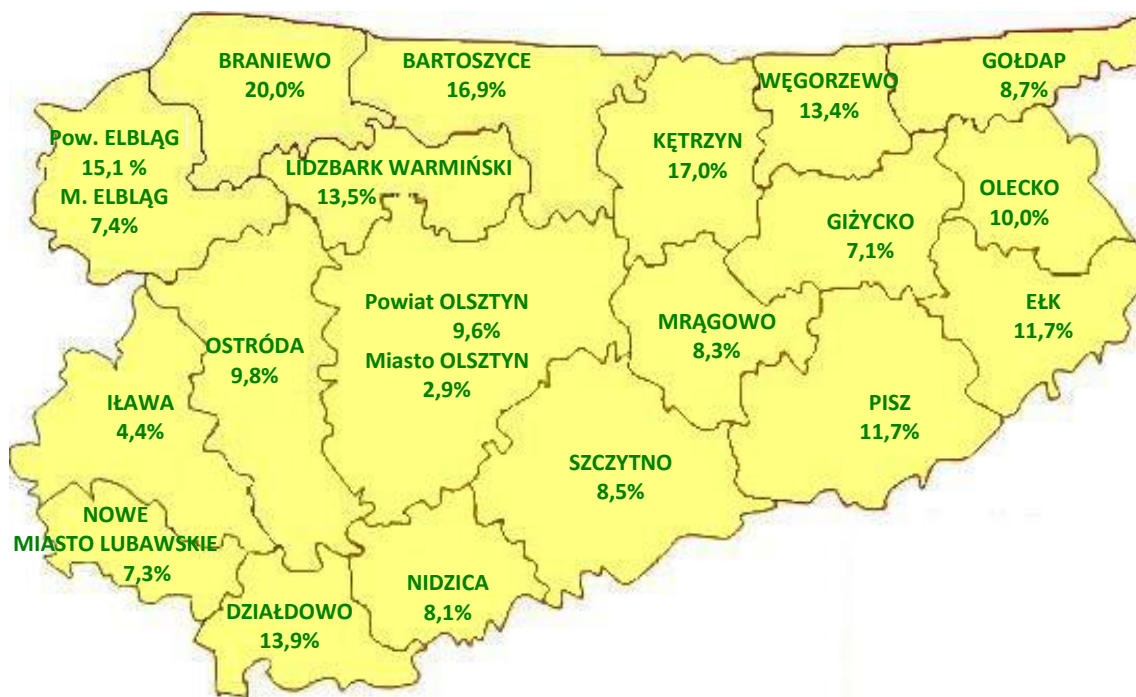 BRANIEWO
20,0%
BARTOSZYCE
16,9%
GOŁDAP
8,7%
WĘGORZEWO
13,4%
Pow. ELBLĄG
15,1 %
M. ELBLĄG
7,4%
LIDZBARK WARMIŃSKI
13,5%
KĘTRZYN
17,0%
OLECKO
10,0%
GIŻYCKO
7,1%
Powiat OLSZTYN
9,6%
Miasto OLSZTYN
2,9%
MRĄGOWO
8,3%
EŁK
11,7%
OSTRÓDA
9,8%
IŁAWA
4,4%
PISZ
11,7%
SZCZYTNO
8,5%
NOWE
MIASTO LUBAWSKIE
7,3%
NIDZICA
8,1%
DZIAŁDOWO
13,9%